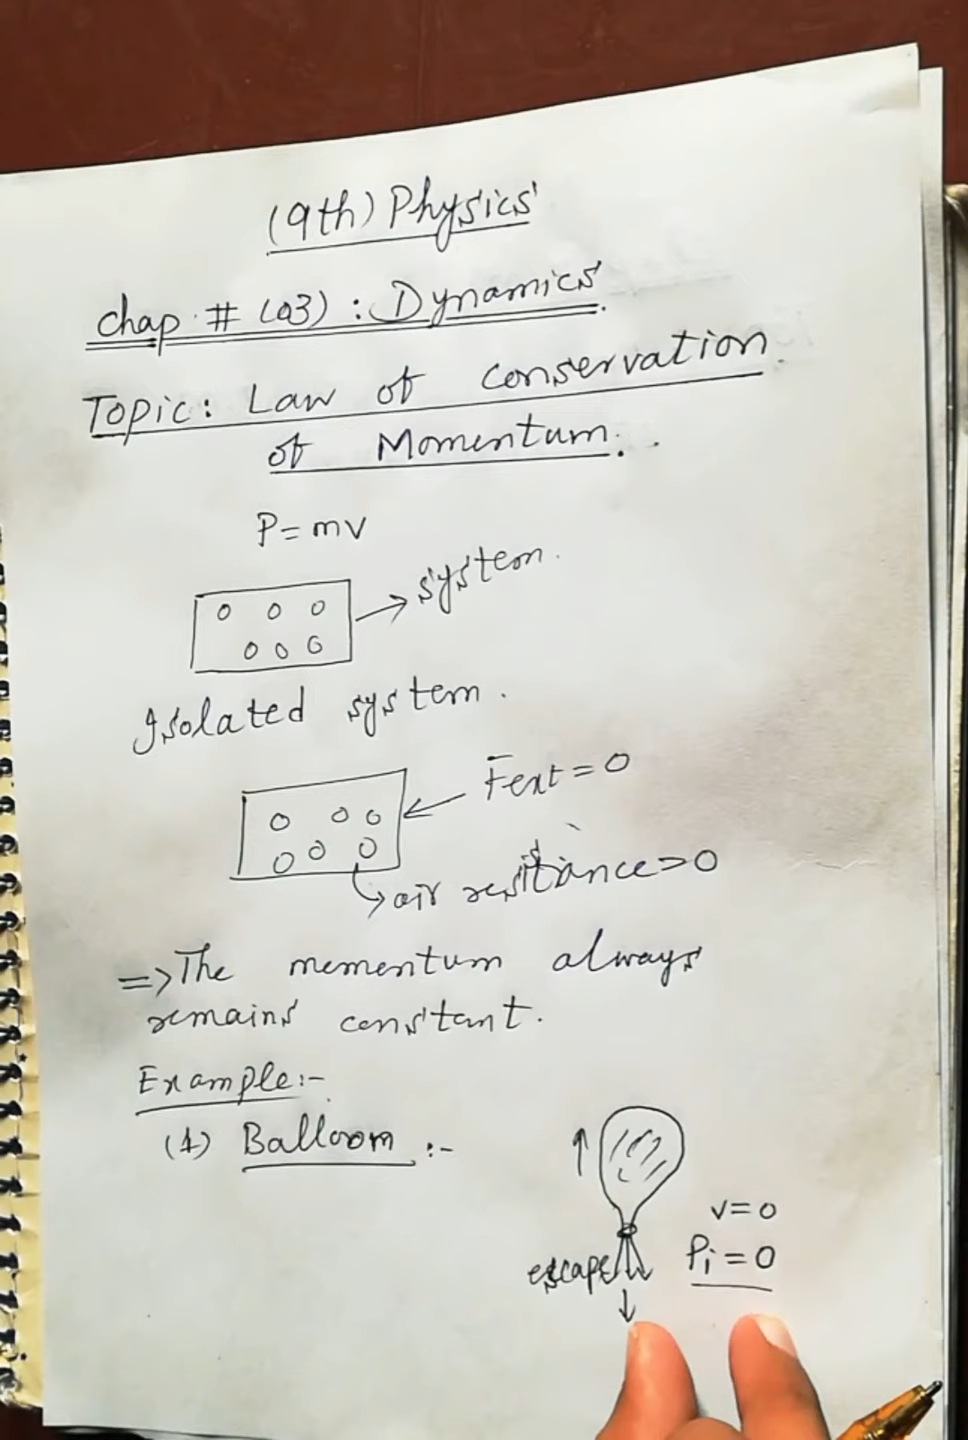 (9th) Physics
Chap # (03) : Dynamics.
Topic: Law of Conservation
of Momentum.
P = mv
system.
Isolated system.
Fext = 0
air resistance => 0
=> The mementum always
remains constant.
Example:-
(1) Balloon :-
v = 0
escape
Pi = 0